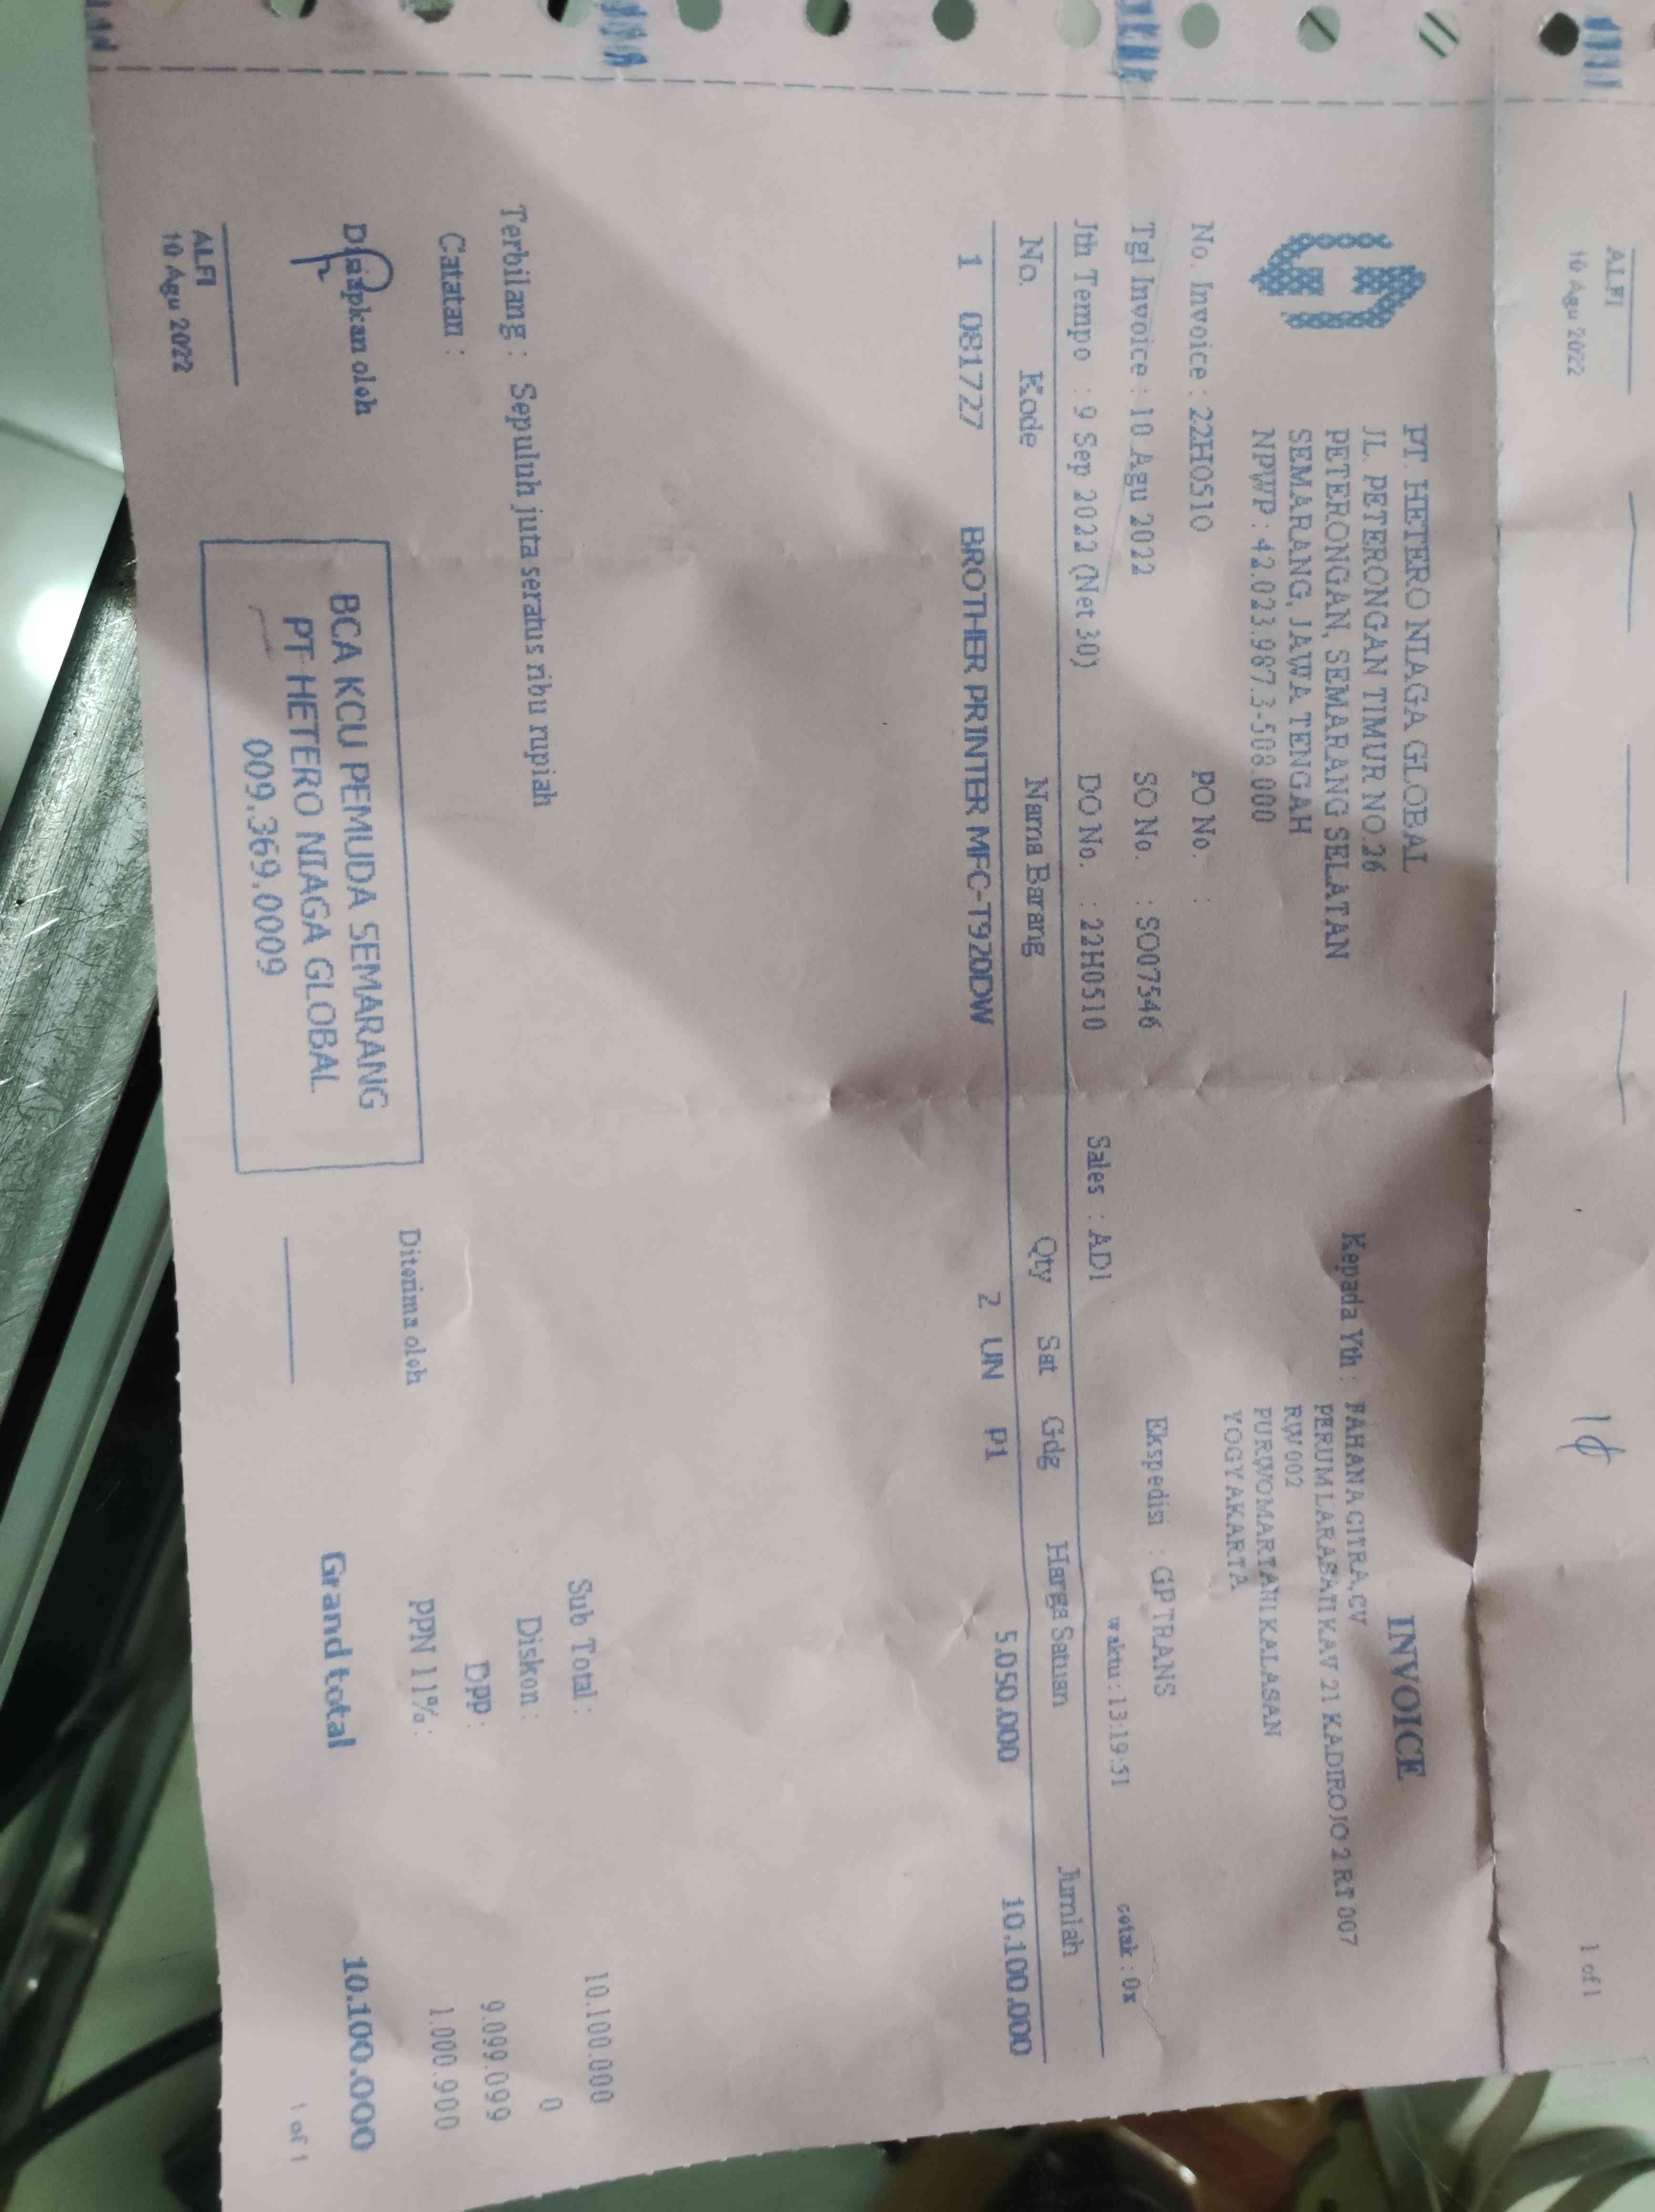 ALFI
10 Agu 2022
1 of 1
PT. HETERO NIAGA GLOBAL
JL. PETERONGAN TIMUR NO.26
PETERONGAN, SEMARANG SELATAN
SEMARANG, JAWA TENGAH
NPWP : 42.023.987.3-508.000
INVOICE
Kepada Yth : FAHANA CITRA,CV
PERUM LARASATI KAV 21 KADIROJO 2 RT 007
RW 002
PURWOMARTANI KALASAN
YOGYAKARTA
No. Invoice : 22H0510 PO No. :
Tgl Invoice : 10 Agu 2022 SO No. : SO07546 Ekspedisi : GP TRANS
Jth Tempo : 9 Sep 2022 (Net 30) DO No. : 22H0510 Sales : ADI waktu : 13:19:51 cetak : 0x
No. Kode Nama Barang Qty Sat Gdg Harga Satuan Jumlah
1 081727 BROTHER PRINTER MFC-T920DW 2 UN P1 5.050.000 10.100.000
Terbilang : Sepuluh juta seratus ribu rupiah
Catatan :
Sub Total : 10.100.000
Diskon : 0
DPP : 9.099.099
PPN 11% : 1.000.900
Grand total 10.100.000
Disiapkan oleh
ALFI
10 Agu 2022
BCA KCU PEMUDA SEMARANG
PT HETERO NIAGA GLOBAL
009.369.0009
Diterima oleh
1 of 1